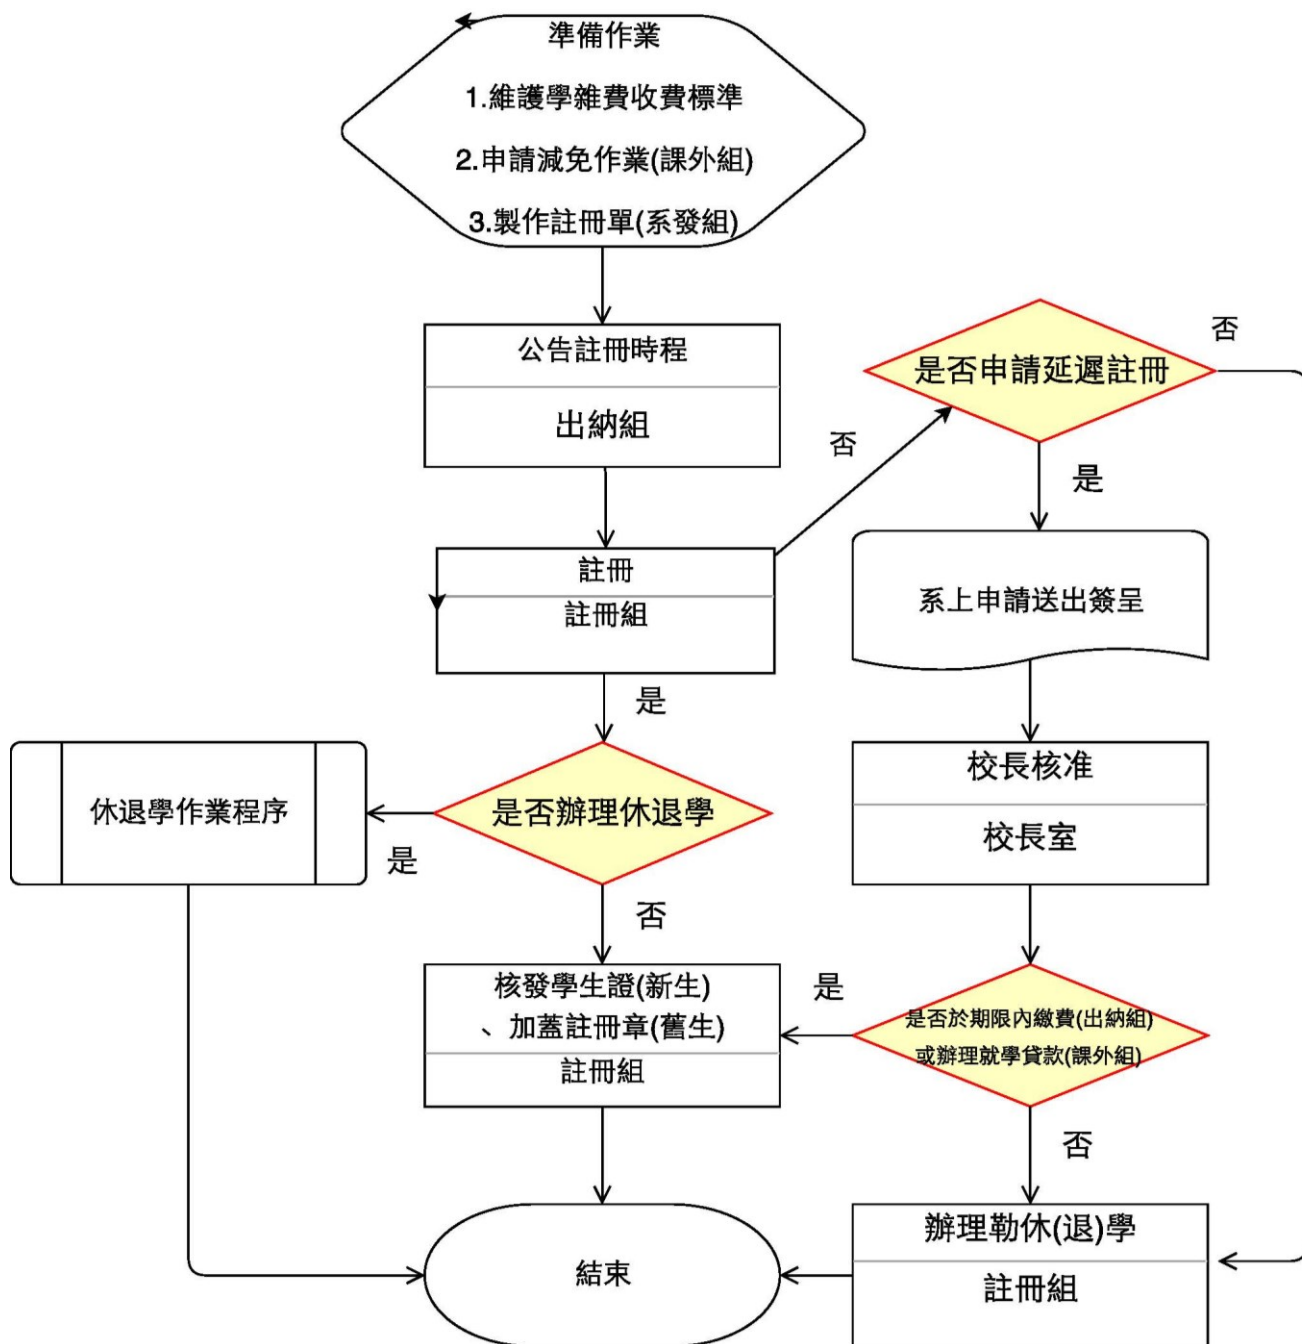 準備作業
1.維護學雜費收費標準
2.申請減免作業(課外組)
3.製作註冊單(系發組)
公告註冊時程
出納組
否
是否申請延遲註冊
否
是
註冊
註冊組
系上申請送出簽呈
是
休退學作業程序
是
是否辦理休退學
校長核准
校長室
否
核發學生證(新生)
、加蓋註冊章(舊生)
註冊組
是
是否於期限內繳費(出納組)
或辦理就學貸款(課外組)
否
結束
辦理勒休(退)學
註冊組